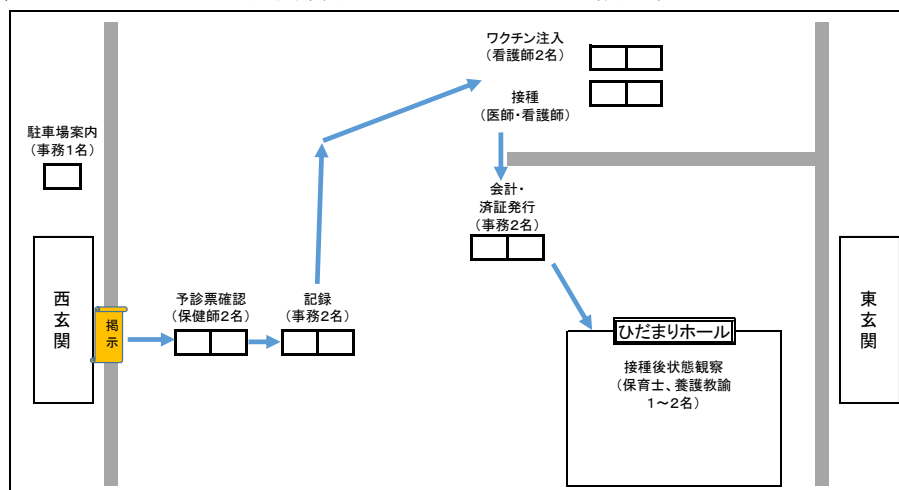 ワクチン注入
(看護師2名)
接種
(医師・看護師)
駐車場案内
(事務1名)
会計・
済証発行
(事務2名)
西玄関
掲示
予診票確認
(保健師2名)
記録
(事務2名)
ひだまりホール
接種後状態観察
(保育士、養護教諭
1～2名)
東玄関